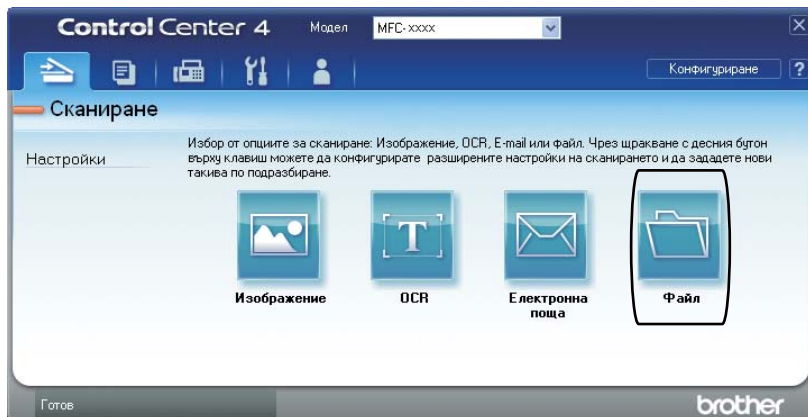 Control Center 4 Модел MFC-xxxx
Конфигуриране ?
Сканиране
Настройки
Избор от опциите за сканиране: Изображение, OCR, E-mail или файл. Чрез щракване с десния бутон
върху клавиш можете да конфигурирате разширените настройки на сканирането и да зададете нови
такива по подразбиране.
T
Изображение OCR Електронна Файл
поща
Готов brother